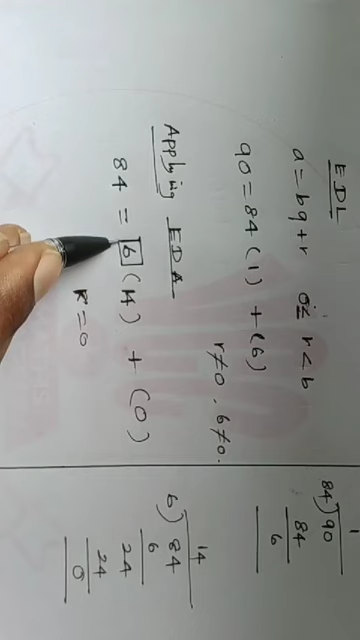 EDL
a = bq + r    0 ≤ r < b
90 = 84 (1) + (6)
r ≠ 0 . 6 ≠ 0.
Applying EDA
84 = 6 (14) + (0)
R = 0
1
84) 90
84
6
14
6) 84
6
24
24
0